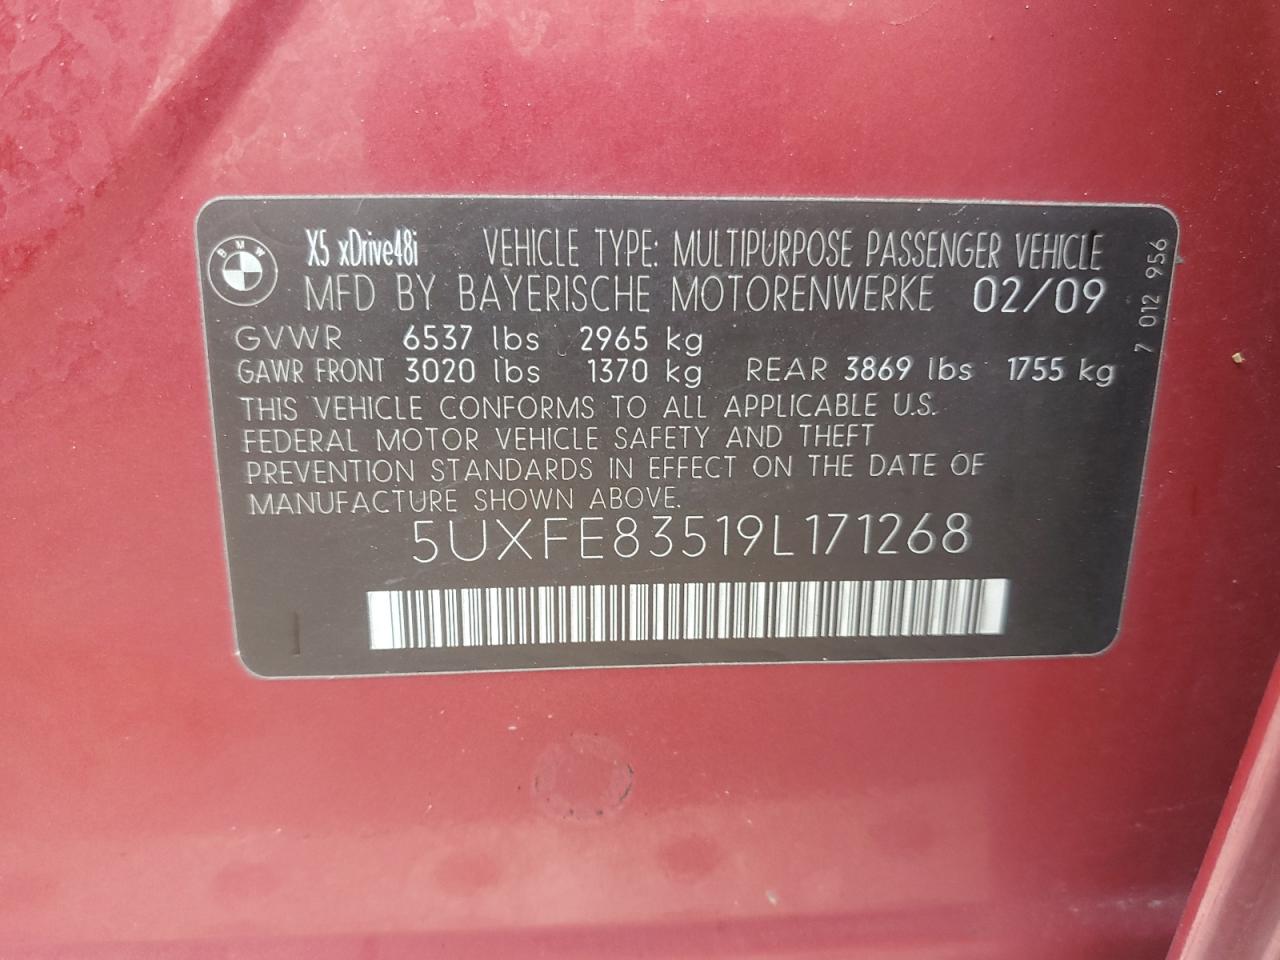 BMW
X5 xDrive48i VEHICLE TYPE: MULTIPURPOSE PASSENGER VEHICLE
MFD BY BAYERISCHE MOTORENWERKE 02/09
GVWR 6537 lbs 2965 kg
GAWR FRONT 3020 lbs 1370 kg REAR 3869 lbs 1755 kg
THIS VEHICLE CONFORMS TO ALL APPLICABLE U.S.
FEDERAL MOTOR VEHICLE SAFETY AND THEFT
PREVENTION STANDARDS IN EFFECT ON THE DATE OF
MANUFACTURE SHOWN ABOVE.
5UXFE83519L171268
7 012 956